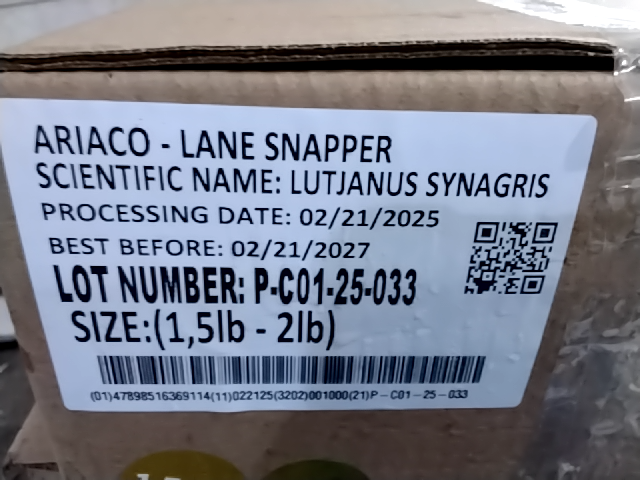 ARIACO - LANE SNAPPER
SCIENTIFIC NAME: LUTJANUS SYNAGRIS
PROCESSING DATE: 02/21/2025
BEST BEFORE: 02/21/2027
LOT NUMBER: P-C01-25-033
SIZE:(1,5lb - 2lb)
(01)47898516369114(11)022125(3202)001000(21)P-C01-25-033